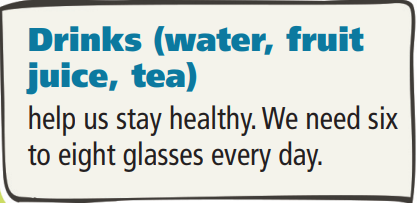 Drinks (water, fruit
juice, tea)
help us stay healthy. We need six
to eight glasses every day.